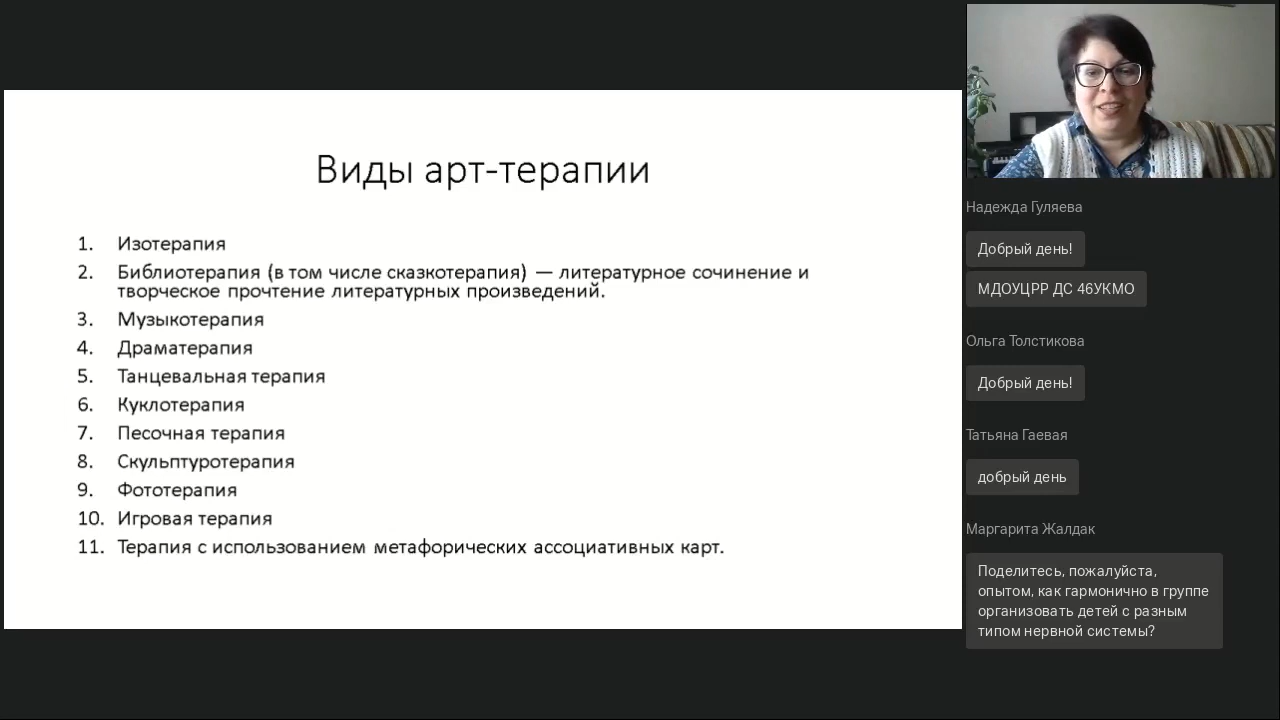 Виды арт-терапии
1. Изотерапия
2. Библиотерапия (в том числе сказкотерапия) — литературное сочинение и
творческое прочтение литературных произведений.
3. Музыкотерапия
4. Драматерапия
5. Танцевальная терапия
6. Куклотерапия
7. Песочная терапия
8. Скульптуротерапия
9. Фототерапия
10. Игровая терапия
11. Терапия с использованием метафорических ассоциативных карт.
Надежда Гуляева
Добрый день!
МДОУЦРР ДС 46УКМО
Ольга Толстикова
Добрый день!
Татьяна Гаевая
добрый день
Маргарита Жалдак
Поделитесь, пожалуйста,
опытом, как гармонично в группе
организовать детей с разным
типом нервной системы?